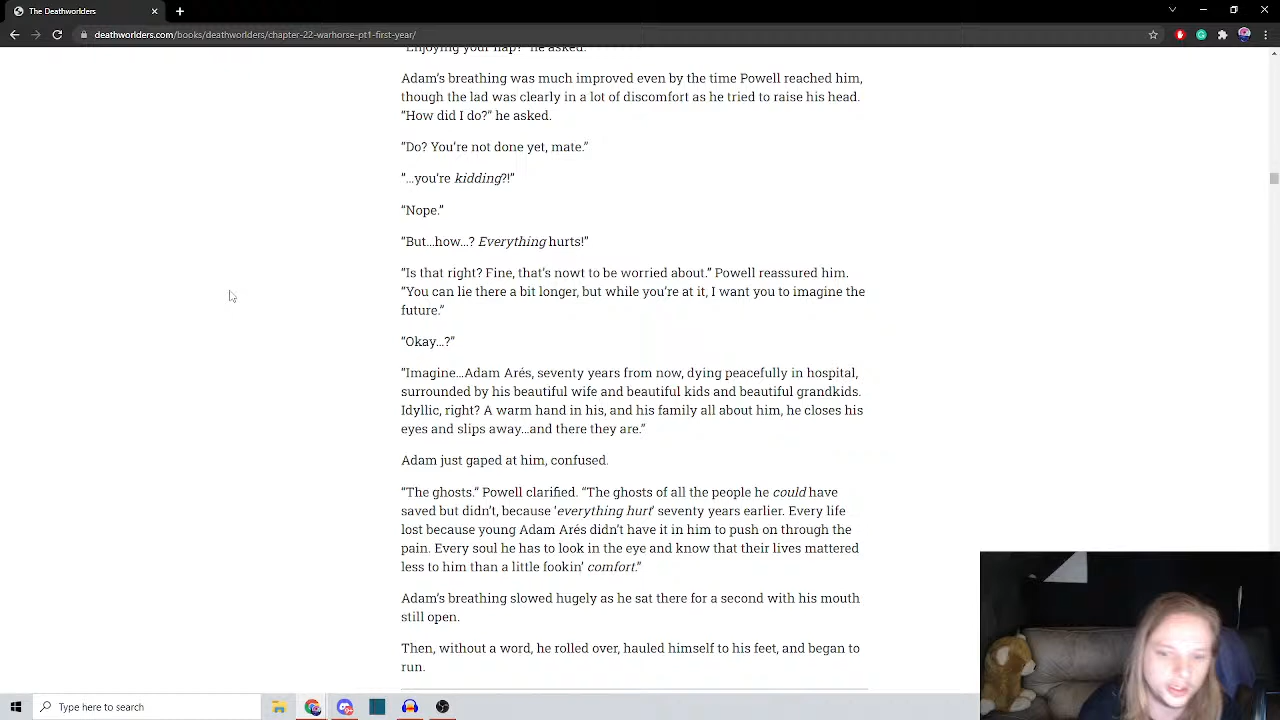 The Deathworlders
deathworlders.com/books/deathworlders/chapter-22-warhorse-pt1-first-year/
“Enjoying your nap?” he asked.
Adam’s breathing was much improved even by the time Powell reached him,
though the lad was clearly in a lot of discomfort as he tried to raise his head.
“How did I do?” he asked.
“Do? You’re not done yet, mate.”
“…you’re kidding?!”
“Nope.”
“But…how…? Everything hurts!”
“Is that right? Fine, that’s nowt to be worried about.” Powell reassured him.
“You can lie there a bit longer, but while you’re at it, I want you to imagine the
future.”
“Okay…?”
“Imagine…Adam Arés, seventy years from now, dying peacefully in hospital,
surrounded by his beautiful wife and beautiful kids and beautiful grandkids.
Idyllic, right? A warm hand in his, and his family all about him, he closes his
eyes and slips away…and there they are.”
Adam just gaped at him, confused.
“The ghosts.” Powell clarified. “The ghosts of all the people he could have
saved but didn’t, because ‘everything hurt’ seventy years earlier. Every life
lost because young Adam Arés didn’t have it in him to push on through the
pain. Every soul he has to look in the eye and know that their lives mattered
less to him than a little fookin’ comfort.”
Adam’s breathing slowed hugely as he sat there for a second with his mouth
still open.
Then, without a word, he rolled over, hauled himself to his feet, and began to
run.
Type here to search